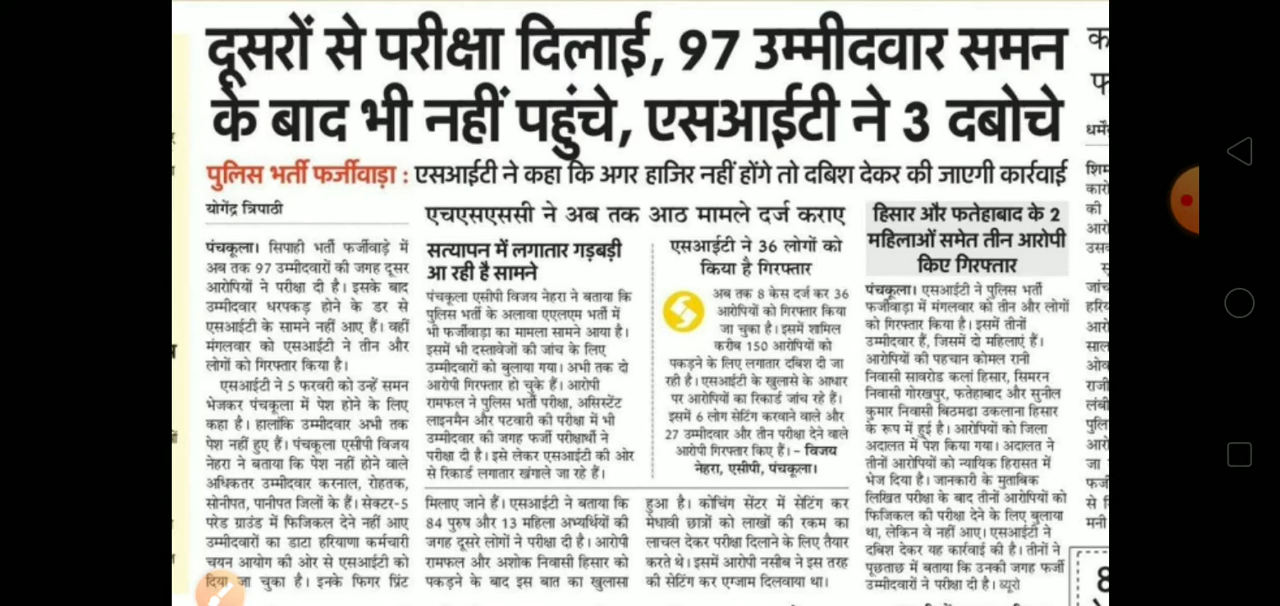 दूसरों से परीक्षा दिलाई, 97 उम्मीदवार समन
के बाद भी नहीं पहुंचे, एसआईटी ने 3 दबोचे
पुलिस भर्ती फर्जीवाड़ा : एसआईटी ने कहा कि अगर हाजिर नहीं होंगे तो दबिश देकर की जाएगी कार्रवाई
योगेंद्र त्रिपाठी
पंचकूला। सिपाही भर्ती फर्जीवाड़े में
अब तक 97 उम्मीदवारों की जगह दूसर
आरोपियों ने परीक्षा दी है। इसके बाद
उम्मीदवार धरपकड़ होने के डर से
एसआईटी के सामने नहीं आए हैं। वहीं
मंगलवार को एसआईटी ने तीन और
लोगों को गिरफ्तार किया है।
एसआईटी ने 5 फरवरी को उन्हें समन
भेजकर पंचकूला में पेश होने के लिए
कहा है। हालांकि उम्मीदवार अभी तक
पेश नहीं हुए हैं। पंचकूला एसीपी विजय
नेहरा ने बताया कि पेश नहीं होने वाले
अधिकतर उम्मीदवार करनाल, रोहतक,
सोनीपत, पानीपत जिलों के हैं। सेक्टर-5
परेड ग्राउंड में फिजिकल देने नहीं आए
उम्मीदवारों का डाटा हरियाणा कर्मचारी
चयन आयोग की ओर से एसआईटी को
दिया जा चुका है। इनके फिगर प्रिंट
एचएसएससी ने अब तक आठ मामले दर्ज कराए
सत्यापन में लगातार गड़बड़ी
आ रही है सामने
पंचकूला एसीपी विजय नेहरा ने बताया कि
पुलिस भर्ती के अलावा एएलएम भर्ती में
भी फर्जीवाड़ा का मामला सामने आया है।
इसमें भी दस्तावेजों की जांच के लिए
उम्मीदवारों को बुलाया गया। अभी तक दो
आरोपी गिरफ्तार हो चुके हैं। आरोपी
रामफल ने पुलिस भर्ती परीक्षा, असिस्टेंट
लाइनमैन और पटवारी की परीक्षा में भी
उम्मीदवार की जगह फर्जी परीक्षार्थी ने
परीक्षा दी है। इसे लेकर एसआईटी की ओर
से रिकार्ड लगातार खंगाले जा रहे हैं।
एसआईटी ने 36 लोगों को
किया है गिरफ्तार
अब तक 8 केस दर्ज कर 36
आरोपियों को गिरफ्तार किया
जा चुका है। इसमें शामिल
करीब 150 आरोपियों को
पकड़ने के लिए लगातार दबिश दी जा
रही है। एसआईटी के खुलासे के आधार
पर आरोपियों का रिकार्ड जांच रहे हैं।
इसमें 6 लोग सेटिंग करवाने वाले और
27 उम्मीदवार और तीन परीक्षा देने वाले
आरोपी गिरफ्तार किए हैं। – विजय
नेहरा, एसीपी, पंचकूला।
मिलाए जाने हैं। एसआईटी ने बताया कि
84 पुरुष और 13 महिला अभ्यर्थियों की
जगह दूसरे लोगों ने परीक्षा दी है। आरोपी
रामफल और अशोक निवासी हिसार को
पकड़ने के बाद इस बात का खुलासा
हुआ है। कोचिंग सेंटर में सेटिंग कर
मेधावी छात्रों को लाखों की रकम का
लाचल देकर परीक्षा दिलाने के लिए तैयार
करते थे। इसमें आरोपी नसीब ने इस तरह
की सेटिंग कर एग्जाम दिलवाया था।
हिसार और फतेहाबाद के 2
महिलाओं समेत तीन आरोपी
किए गिरफ्तार
पंचकूला। एसआईटी ने पुलिस भर्ती
फर्जीवाड़ा में मंगलवार को तीन और लोगों
को गिरफ्तार किया है। इसमें तीनों
उम्मीदवार हैं, जिसमें दो महिलाएं हैं।
आरोपियों की पहचान कोमल रानी
निवासी सावरोड कलां हिसार, सिमरन
निवासी गोरखपुर, फतेहाबाद और सुनील
कुमार निवासी बिठमढा उकलाना हिसार
के रूप में हुई है। आरोपियों को जिला
अदालत में पेश किया गया। अदालत ने
तीनों आरोपियों को न्यायिक हिरासत में
भेज दिया है। जानकारी के मुताबिक
लिखित परीक्षा के बाद तीनों आरोपियों को
फिजिकल की परीक्षा देने के लिए बुलाया
था, लेकिन वे नहीं आए। एसआईटी ने
दबिश देकर यह कार्रवाई की है। तीनों ने
पूछताछ में बताया कि उनकी जगह फर्जी
उम्मीदवारों ने परीक्षा दी है। ब्यूरो